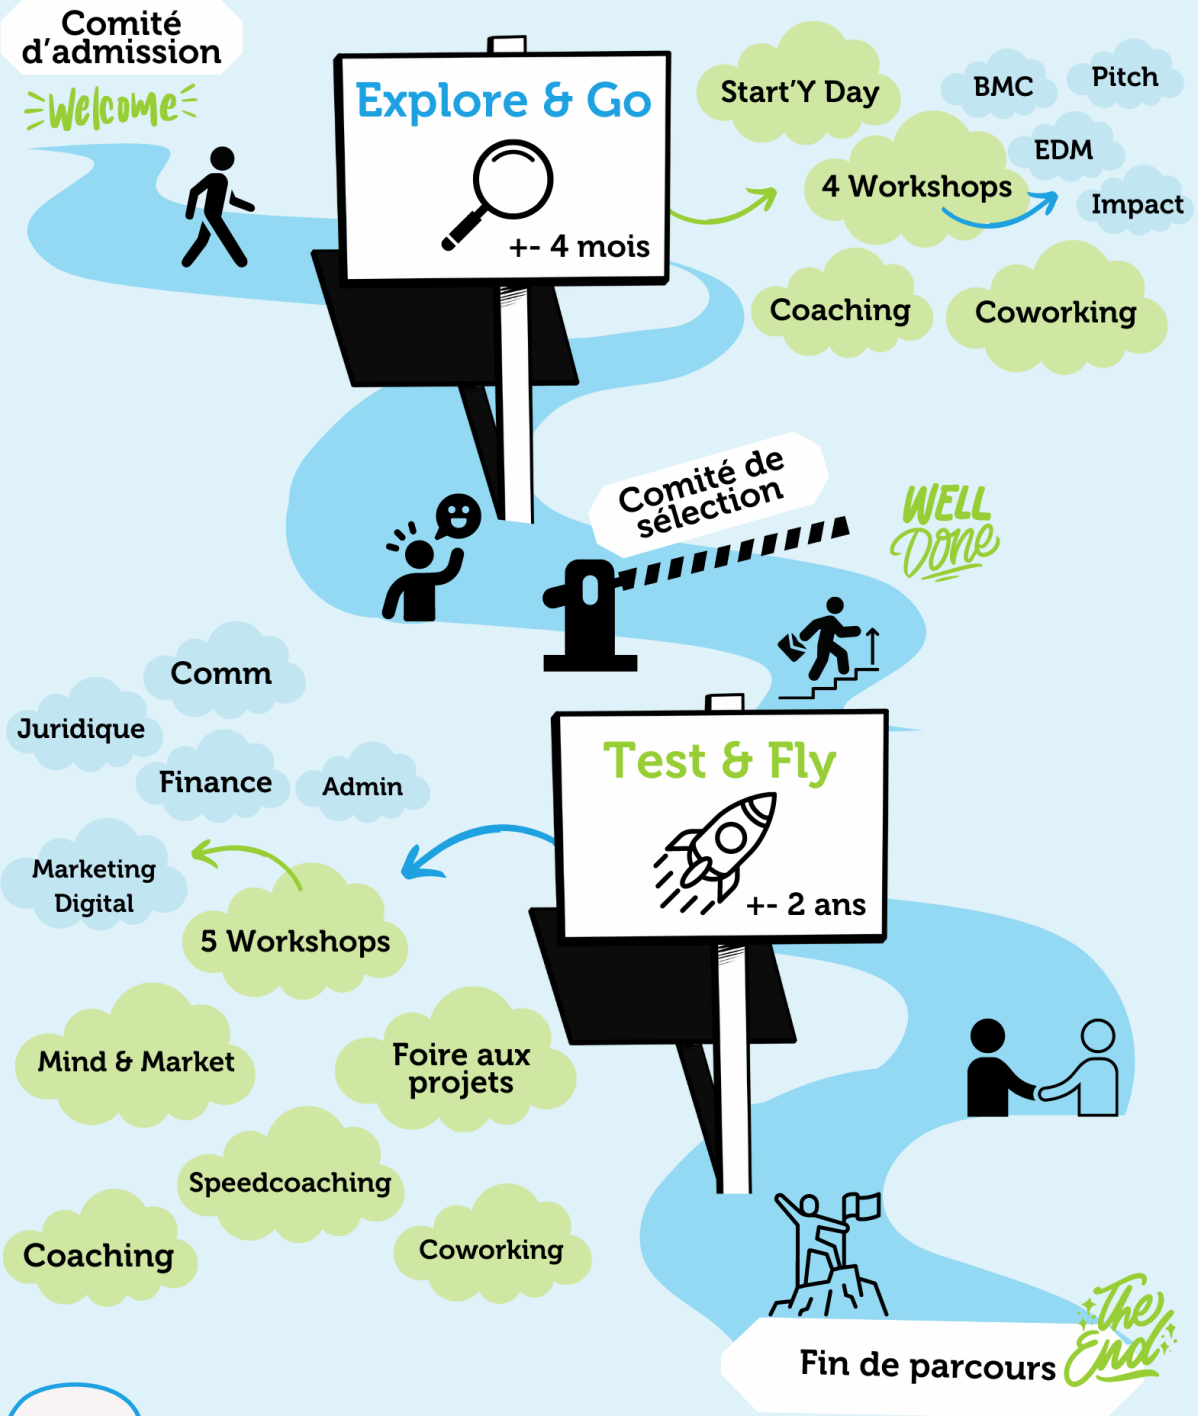 Comité
d'admission
Welcome
Explore & Go
+- 4 mois
Start'Y Day
BMC
Pitch
EDM
4 Workshops
Impact
Coaching
Coworking
Comité de
sélection
WELL
Done
Comm
Juridique
Finance
Admin
Marketing
Digital
5 Workshops
Test & Fly
+- 2 ans
Mind & Market
Foire aux
projets
Speedcoaching
Coaching
Coworking
Fin de parcours
The
End